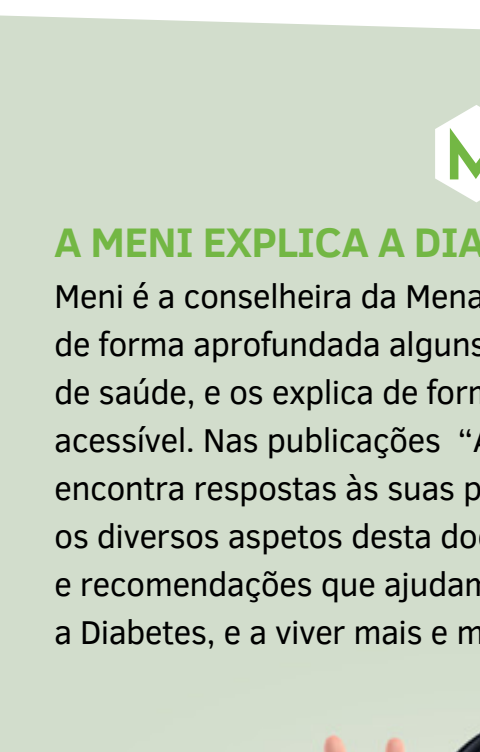 M
A MENI EXPLICA A DIA
Meni é a conselheira da Mena
de forma aprofundada alguns
de saúde, e os explica de for
acessível. Nas publicações “A
encontra respostas às suas p
os diversos aspetos desta do
e recomendações que ajudam
a Diabetes, e a viver mais e m